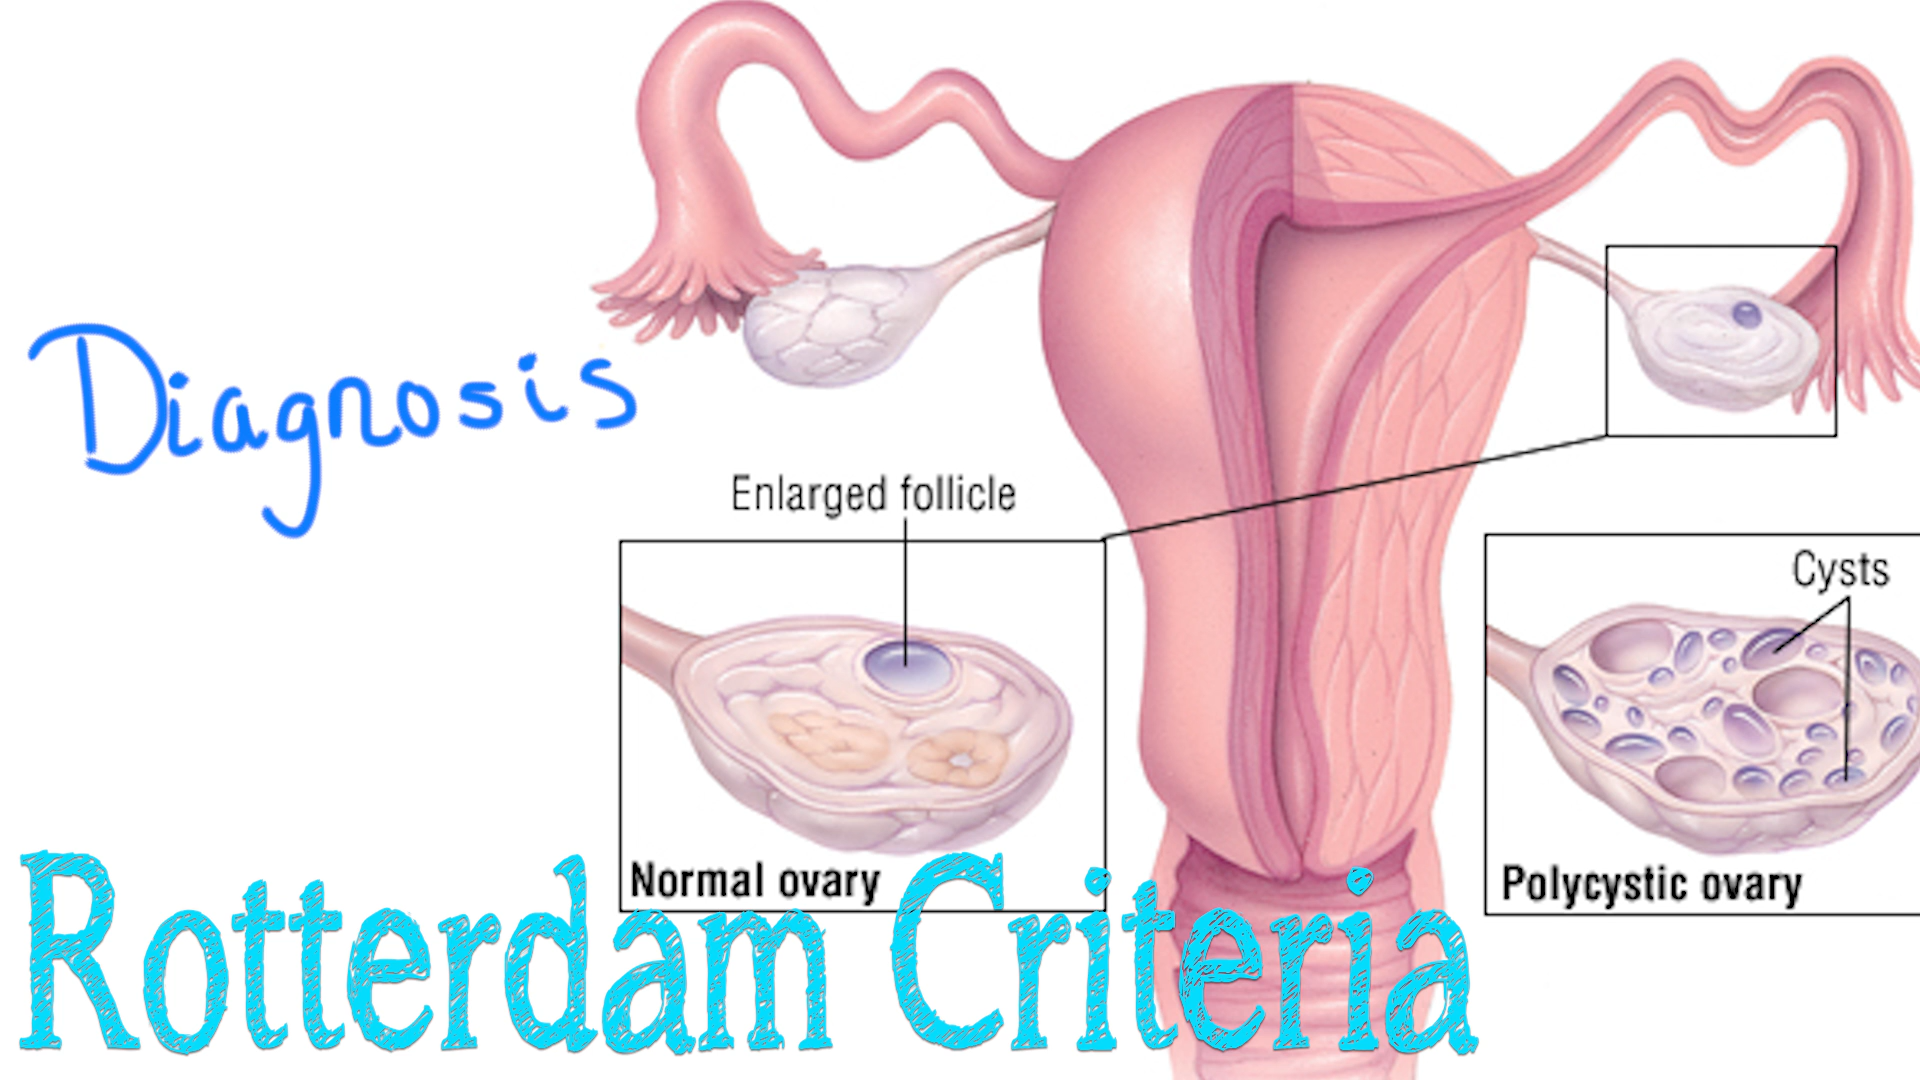 Diagnosis
Enlarged follicle
Cysts
Normal ovary
Polycystic ovary
Rotterdam Criteria